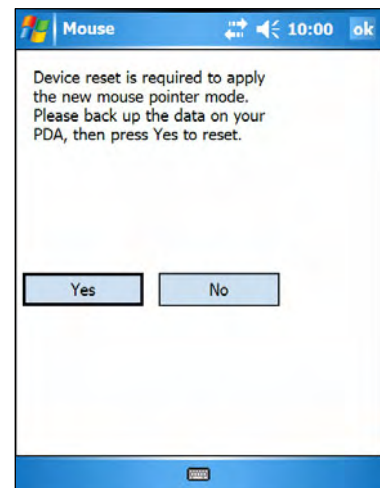 Mouse 10:00 ok
Device reset is required to apply
the new mouse pointer mode.
Please back up the data on your
PDA, then press Yes to reset.
Yes No